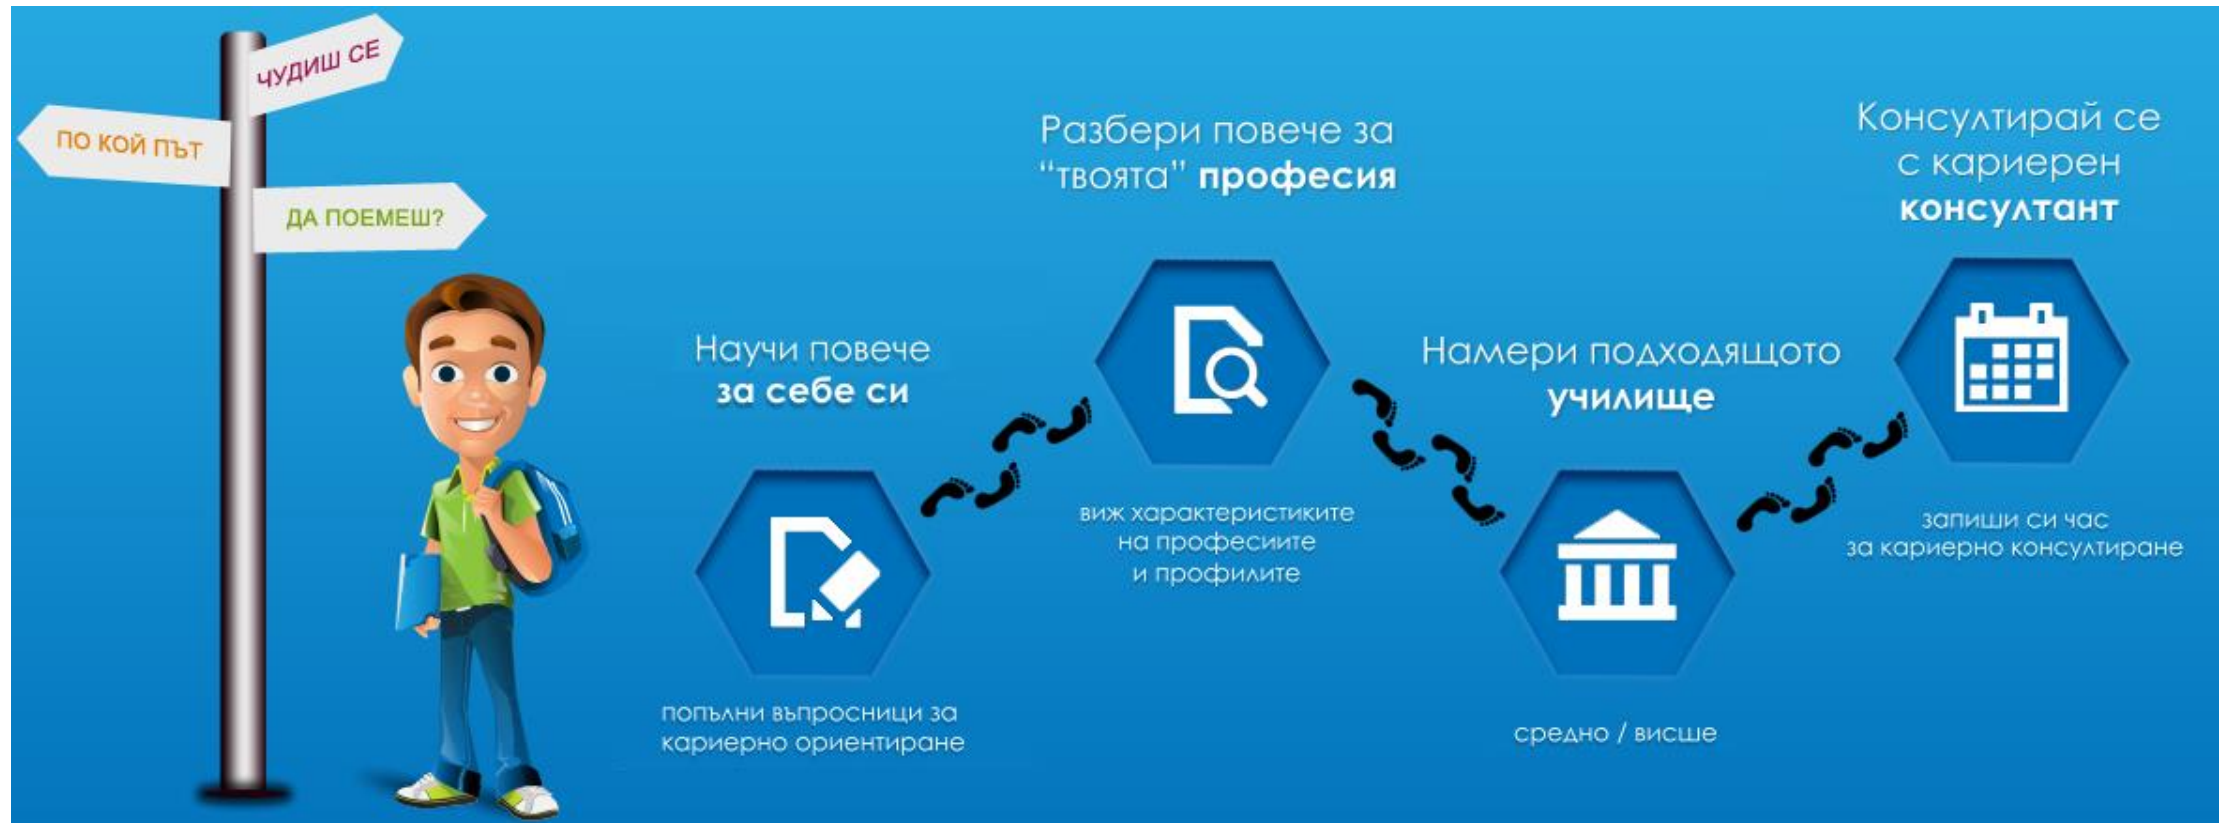 ЧУДИШ СЕ
ПО КОЙ ПЪТ
ДА ПОЕМЕШ?
Научи повече
за себе си
попълни въпросници за
кариерно ориентиране
Разбери повече за
“твоята” професия
виж характеристиките
на професиите
и профилите
Намери подходящото
училище
средно / висше
Консултирай се
с кариерен
консултант
запиши си час
за кариерно консултиране